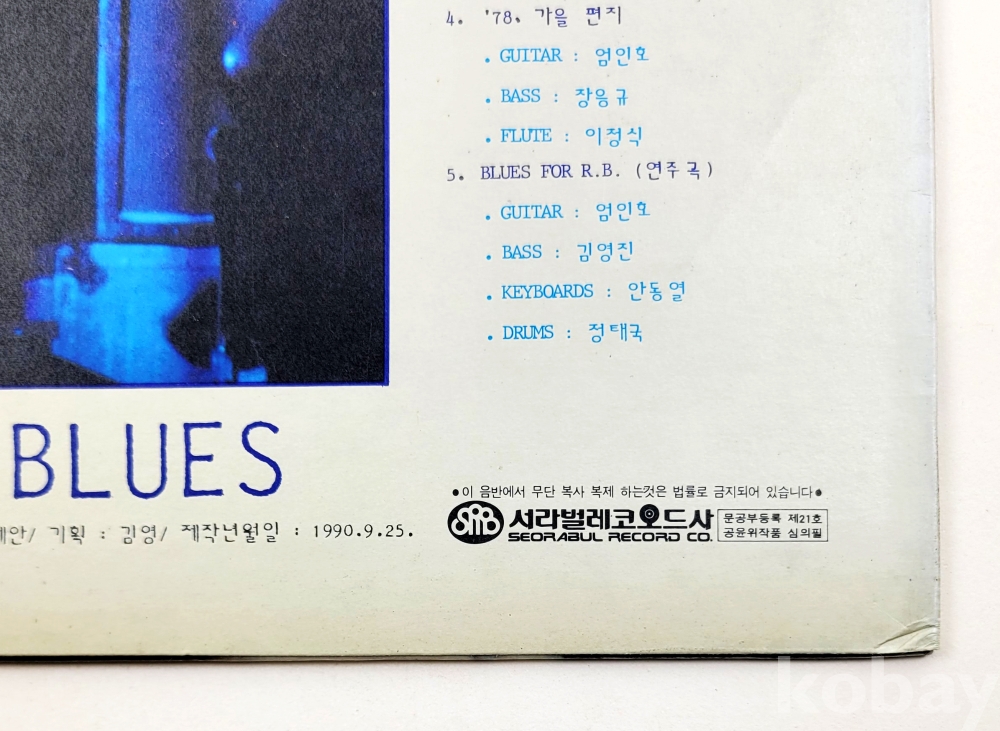 4. '78. 가을 편지
• GUITAR : 엄인호
• BASS : 장응규
• FLUTE : 이정식
5. BLUES FOR R.B. (연주곡)
• GUITAR : 엄인호
• BASS : 김영진
• KEYBOARDS : 안동열
• DRUMS : 정태국
BLUES
/ 기획 : 김영/ 제작년월일 : 1990.9.25.
●이 음반에서 무단 복사 복제 하는것은 법률로 금지되어 있습니다●
SRB 서라벌레코오드사
SEORABUL RECORD CO.
문공부등록 제21호
공윤위작품 심의필
kobay